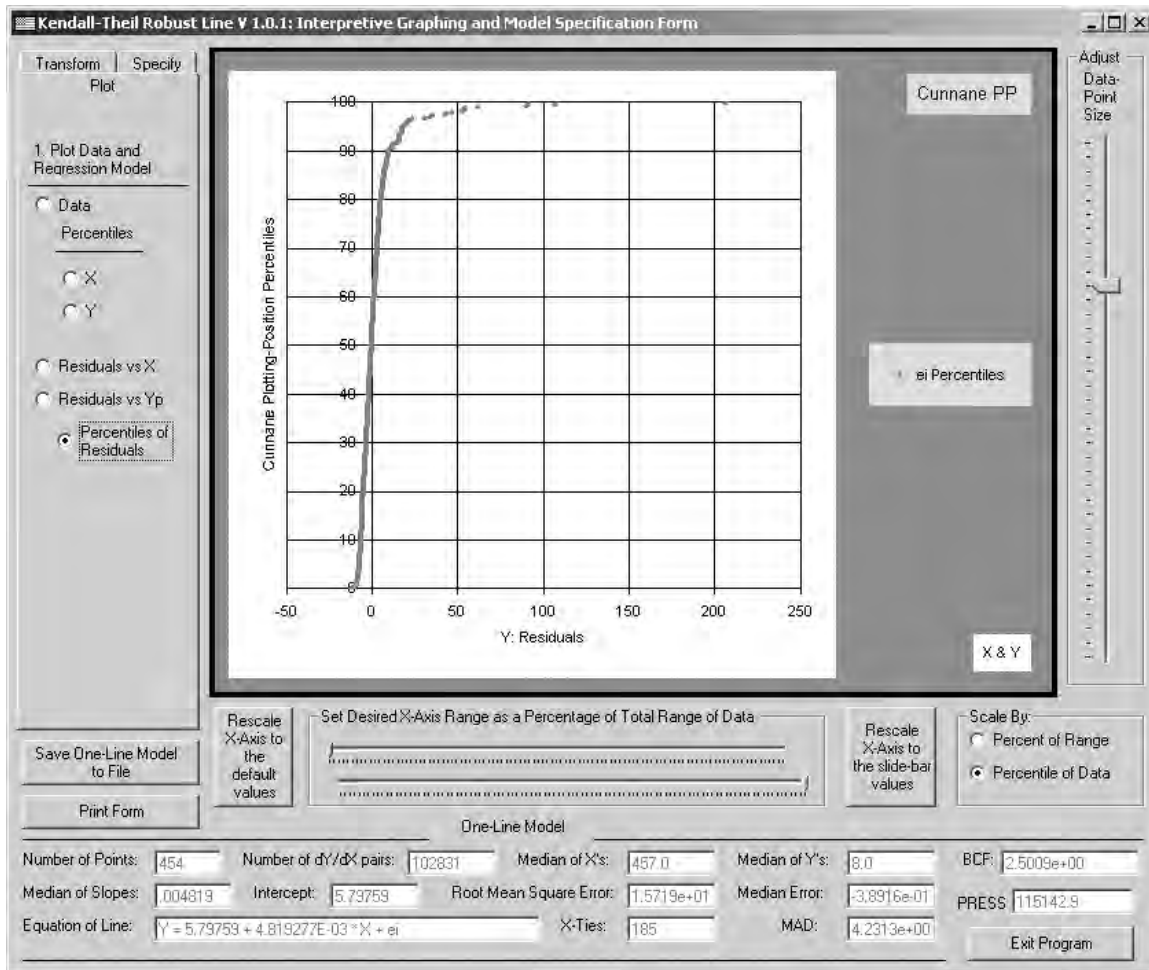 Kendall-Theil Robust Line V 1.0.1: Interpretive Graphing and Model Specification Form
Transform
Specify
Plot
1. Plot Data and
Regression Model
Data
Percentiles
X
Y
Residuals vs X
Residuals vs Yp
Percentiles of
Residuals
Save One-Line Model
to File
Print Form
Cunnane Plotting-Position Percentiles
100
90
80
70
60
50
40
30
20
10
0
-50
0
50
100
150
200
250
Y: Residuals
Cunnane PP
ei Percentiles
X & Y
Adjust
Data-
Point
Size
Rescale
X-Axis to
the
default
values
Set Desired X-Axis Range as a Percentage of Total Range of Data
Rescale
X-Axis to
the slide-bar
values
Scale By:
Percent of Range
Percentile of Data
One-Line Model
Number of Points: 454
Number of dY/dX pairs: 102831
Median of X's: 457.0
Median of Y's: 8.0
BCF: 2.5009e+00
Median of Slopes: .004819
Intercept: 5.79759
Root Mean Square Error: 1.5719e+01
Median Error: -3.8916e-01
PRESS 115142.9
Equation of Line: Y = 5.79759 + 4.819277E-03 * X + ei
X-Ties: 185
MAD: 4.2313e+00
Exit Program